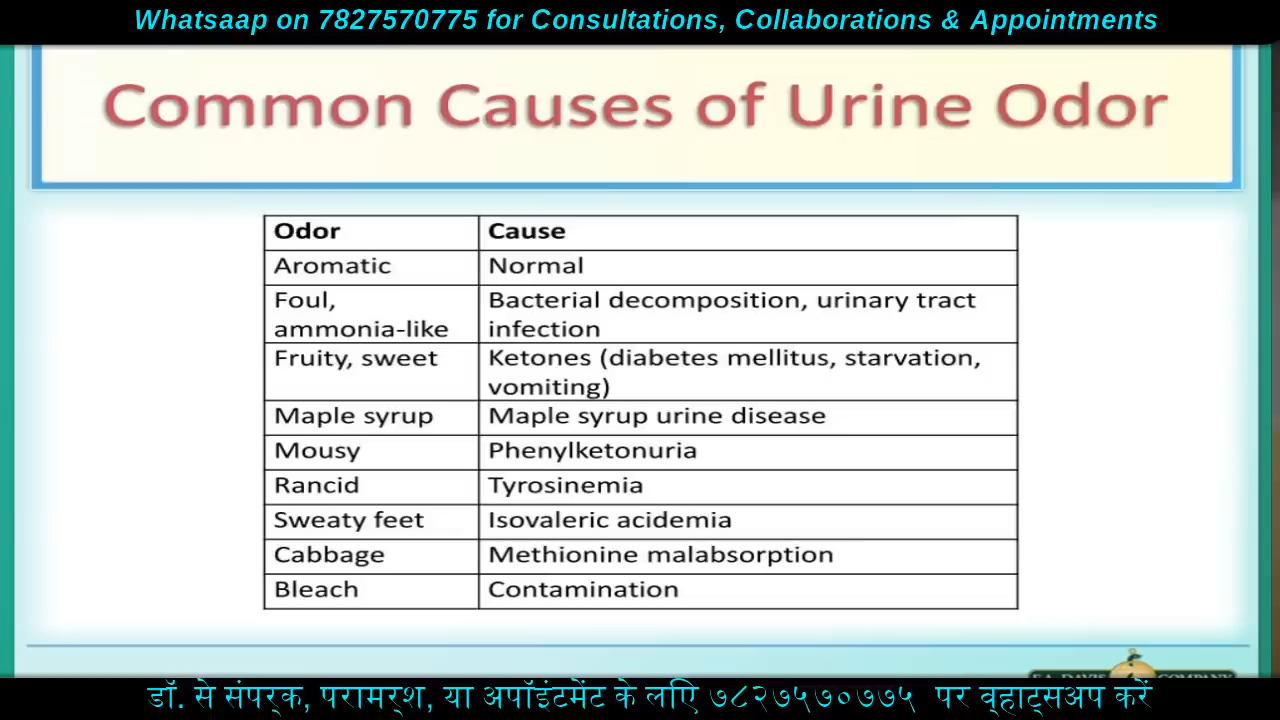 Whatsaap on 7827570775 for Consultations, Collaborations & Appointments
Common Causes of Urine Odor
Odor Cause
Aromatic Normal
Foul, ammonia-like Bacterial decomposition, urinary tract infection
Fruity, sweet Ketones (diabetes mellitus, starvation, vomiting)
Maple syrup Maple syrup urine disease
Mousy Phenylketonuria
Rancid Tyrosinemia
Sweaty feet Isovaleric acidemia
Cabbage Methionine malabsorption
Bleach Contamination
F.A. DAVIS COMPANY
डॉ. से संपर्क, परामर्श, या अपॉइंटमेंट के लिए ७८२७५७०७७५ पर व्हाट्सअप करें